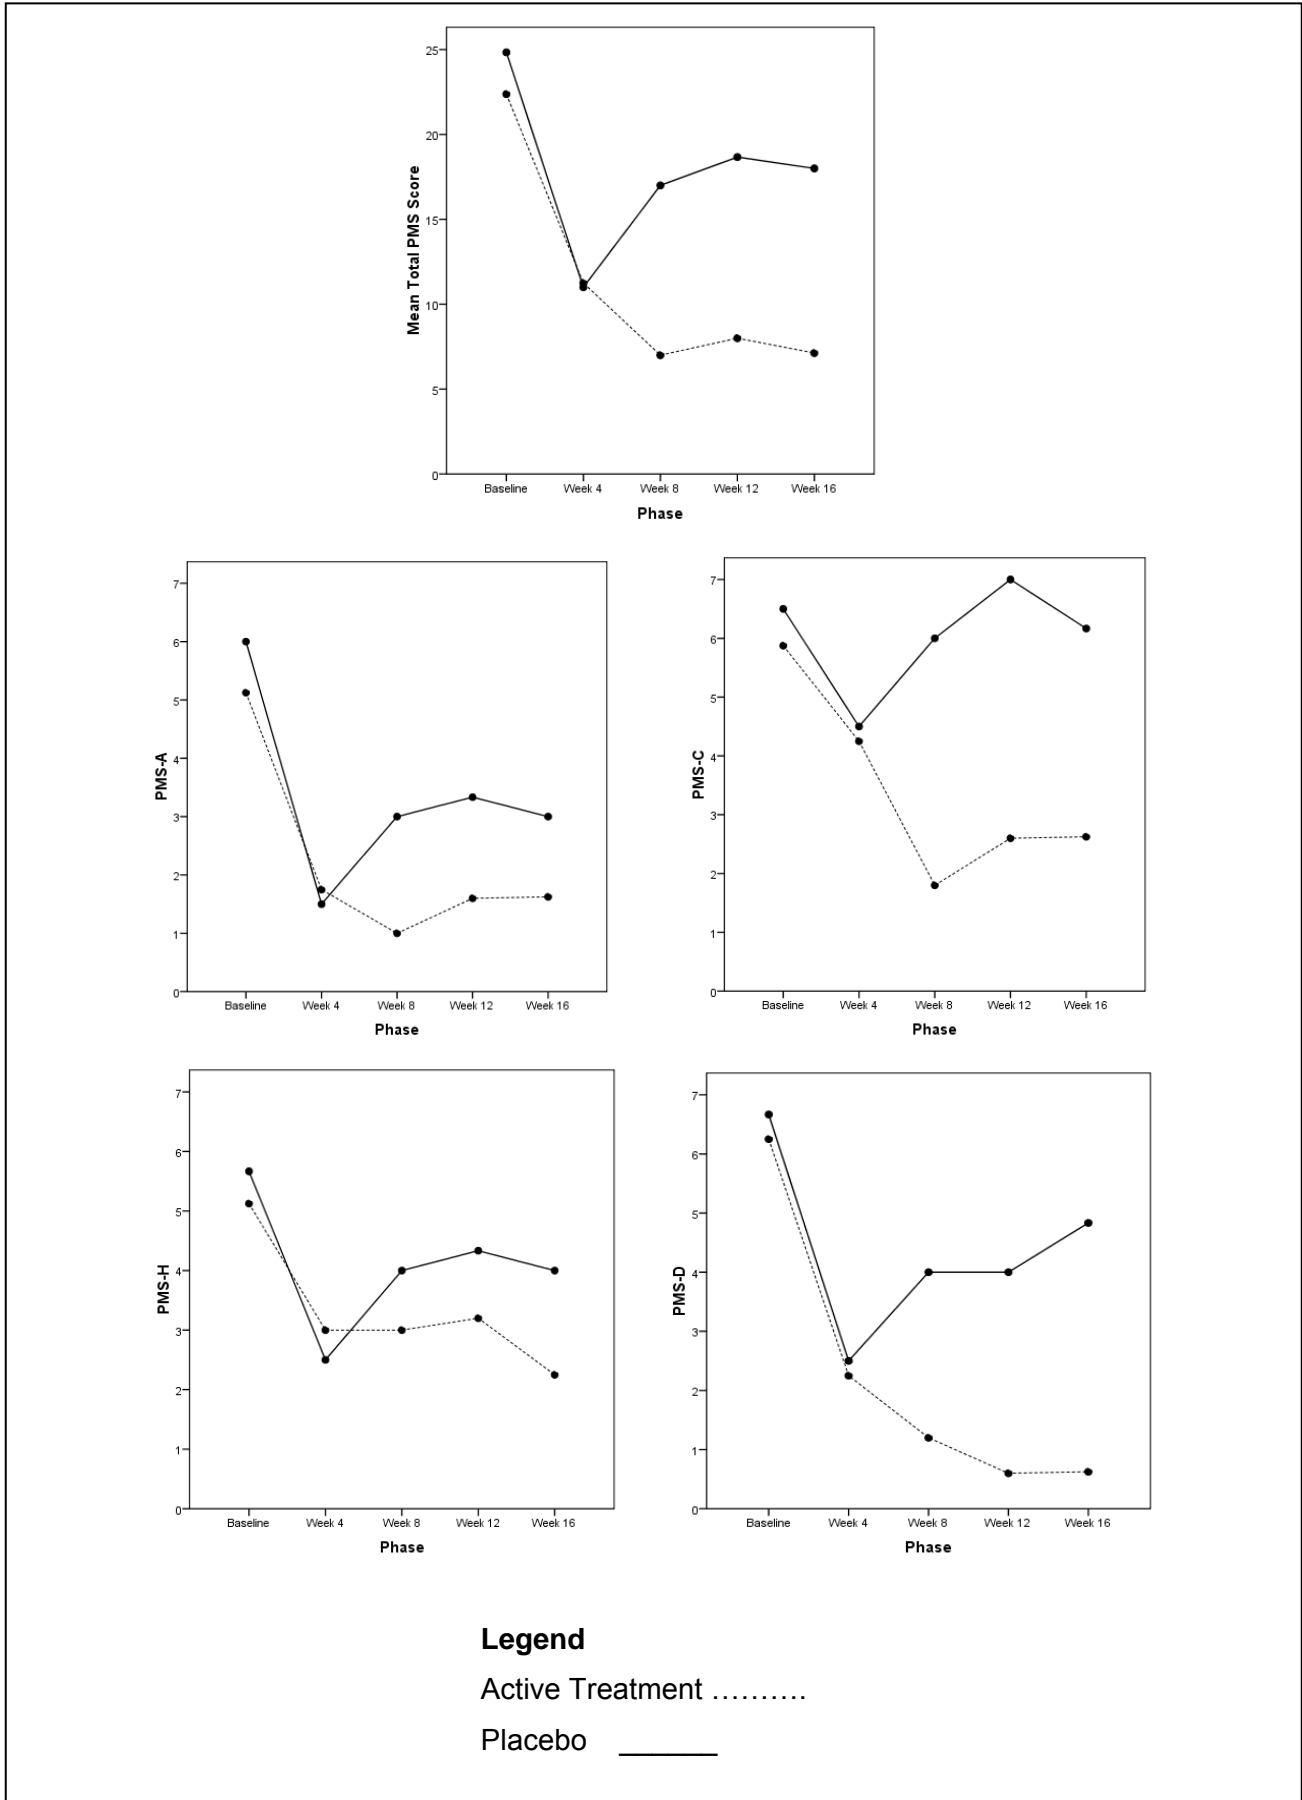 25
20
15
10
5
0
Mean Total PMS Score
Baseline Week 4 Week 8 Week 12 Week 16
Phase
7
6
5
4
3
2
1
0
PMS-A
Baseline Week 4 Week 8 Week 12 Week 16
Phase
7
6
5
4
3
2
1
0
PMS-C
Baseline Week 4 Week 8 Week 12 Week 16
Phase
7
6
5
4
3
2
1
0
PMS-H
Baseline Week 4 Week 8 Week 12 Week 16
Phase
7
6
5
4
3
2
1
0
PMS-D
Baseline Week 4 Week 8 Week 12 Week 16
Phase
Legend
Active Treatment ..........
Placebo ______